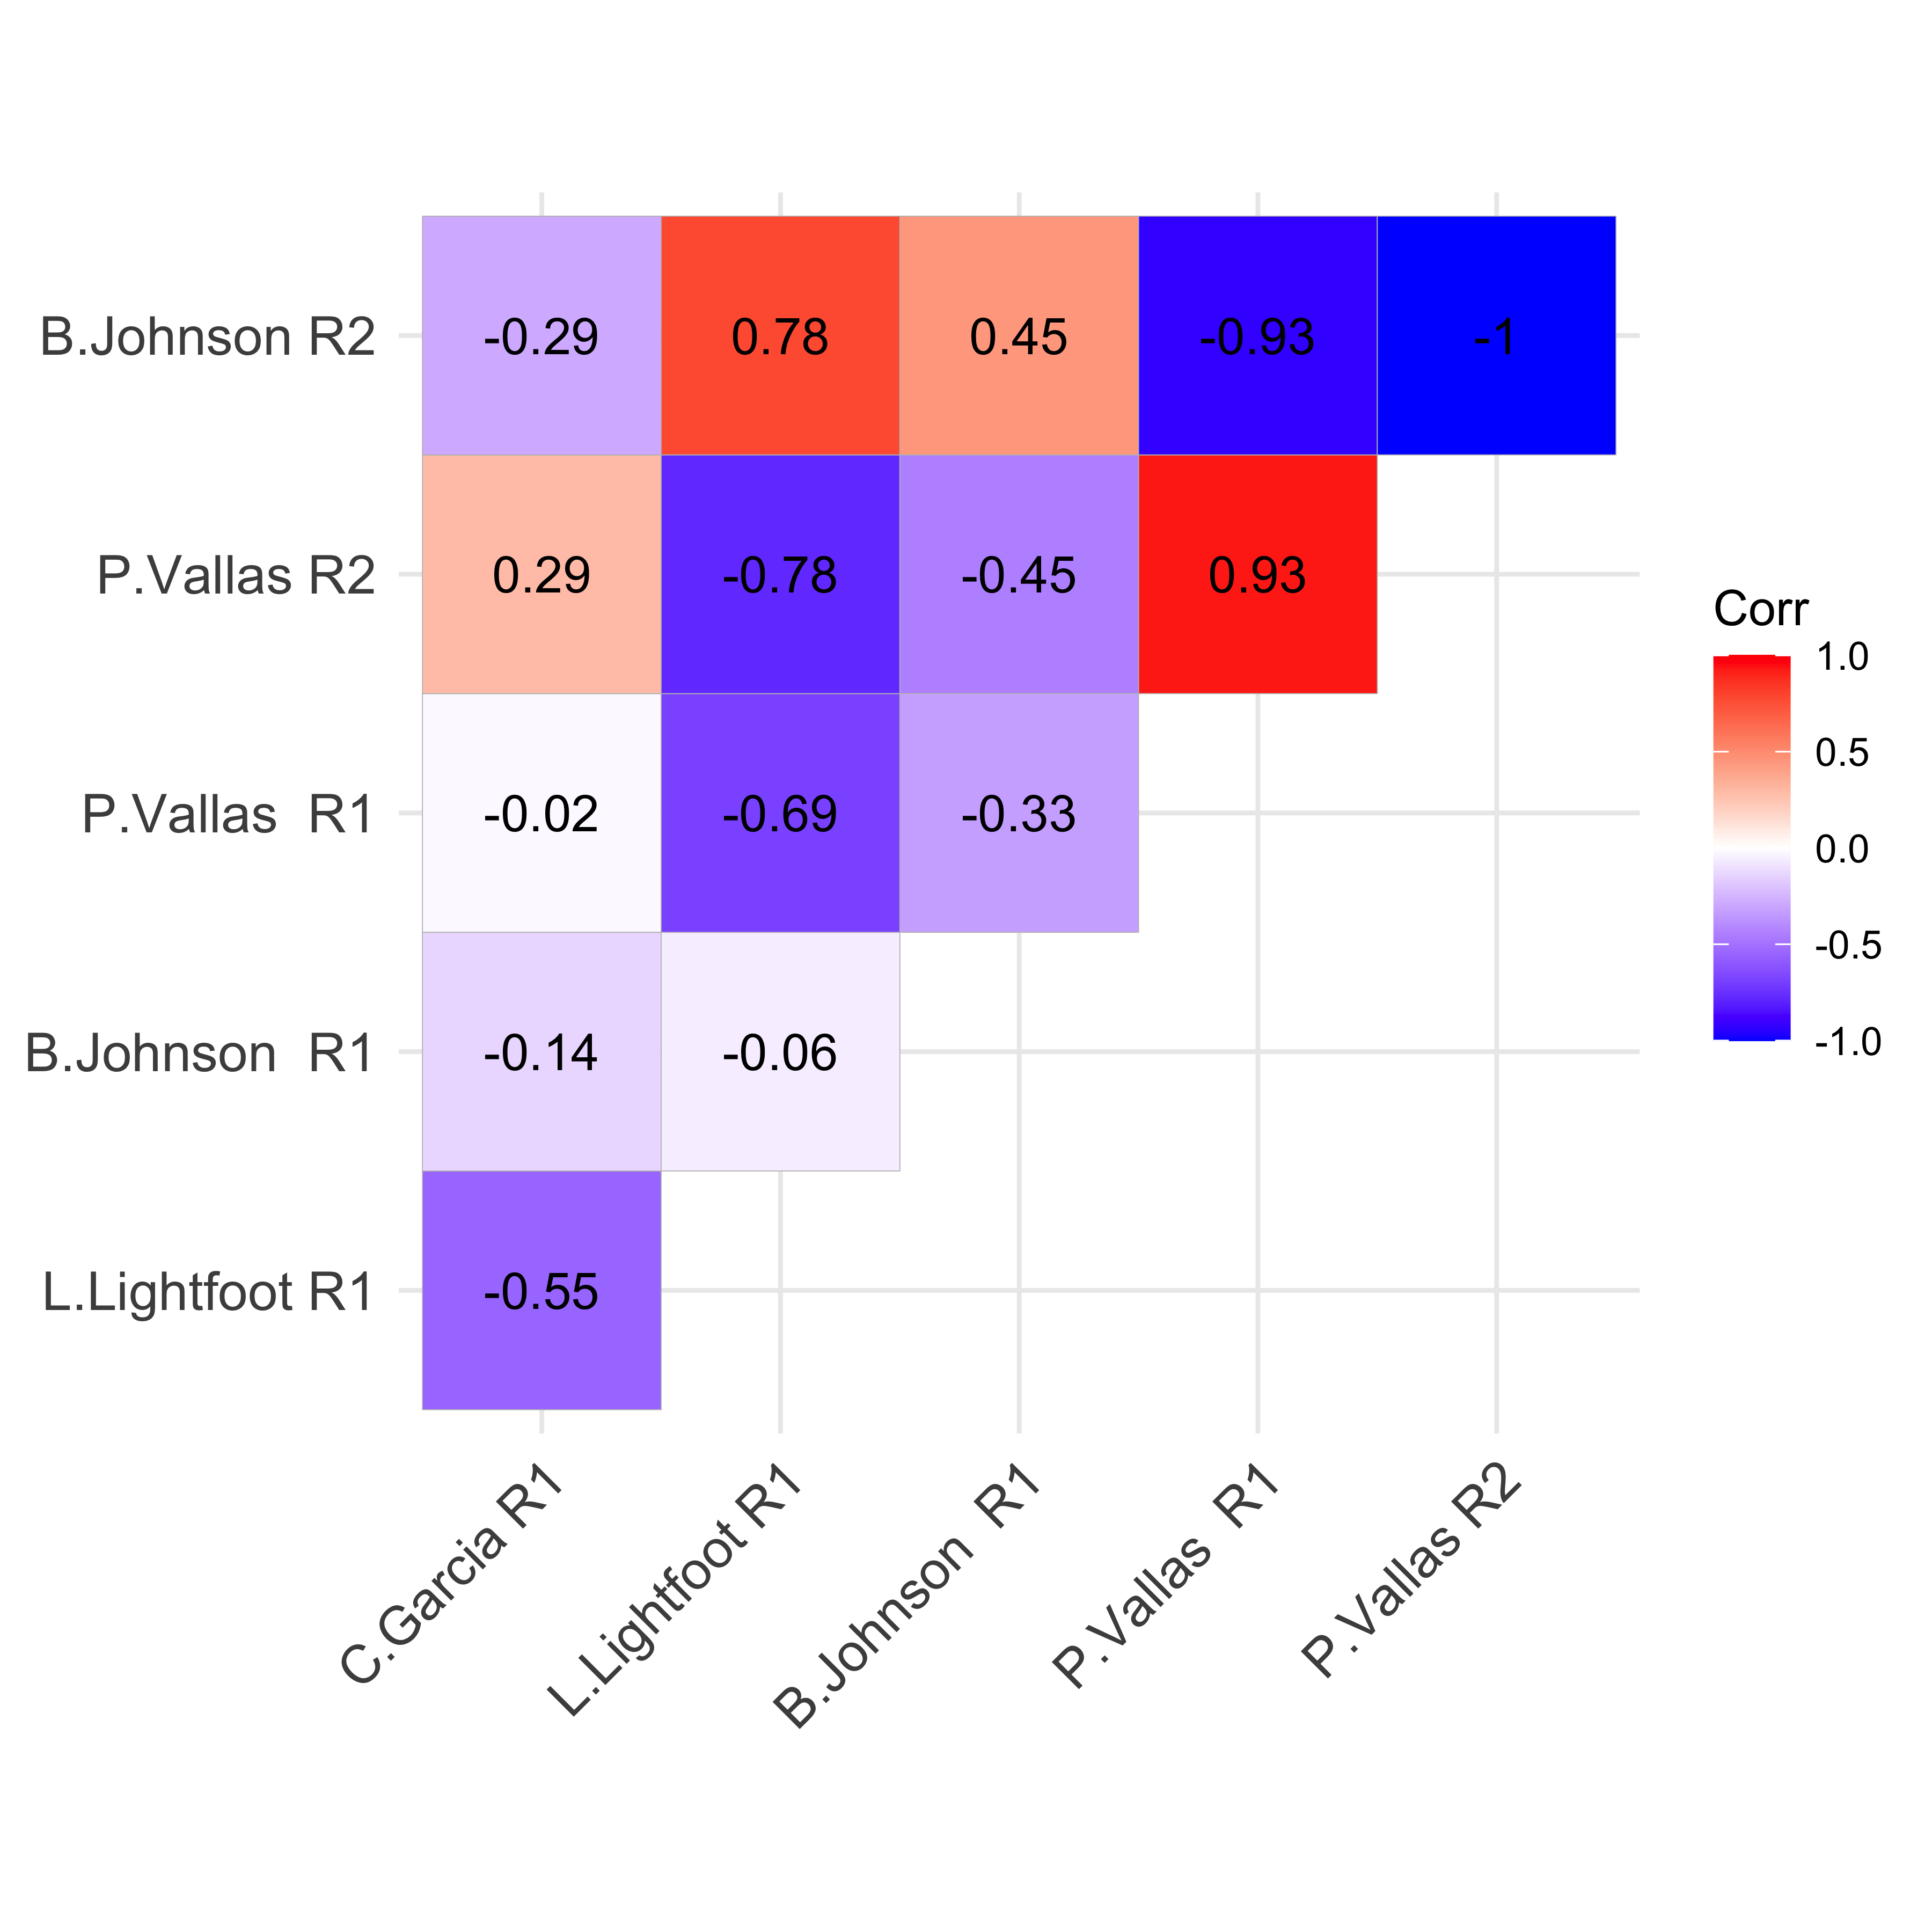 B.Johnson R2 -0.29 0.78 0.45 -0.93 -1
P.Vallas R2 0.29 -0.78 -0.45 0.93
P.Vallas  R1 -0.02 -0.69 -0.33
B.Johnson  R1 -0.14 -0.06
L.Lightfoot R1 -0.55
C.Garcia R1
L.Lightfoot R1
B.Johnson  R1
P.Vallas  R1
P.Vallas R2
Corr
1.0
0.5
0.0
-0.5
-1.0